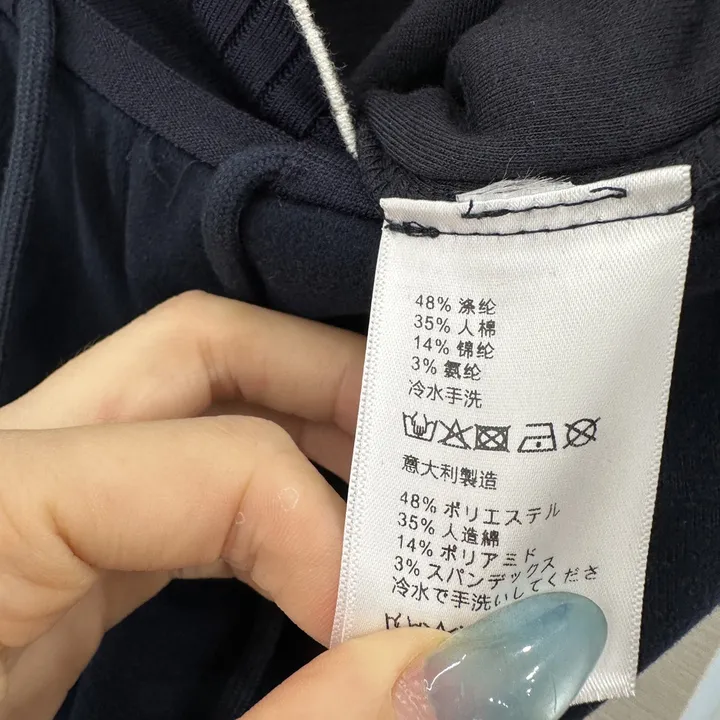 48% 涤纶
35% 人棉
14% 锦纶
3% 氨纶
冷水手洗
意大利製造
48% ポリエステル
35% 人造綿
14% ポリアミド
3% スパンデックス
冷水で手洗いしてくださ